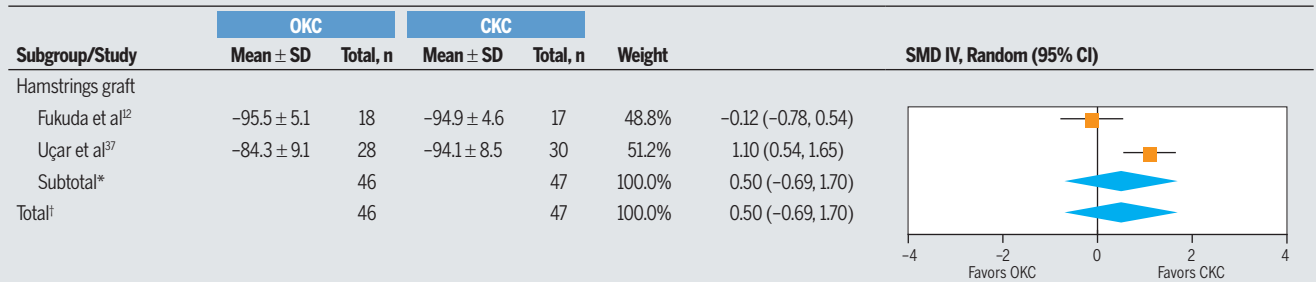 OKC CKC
Subgroup/Study Mean ± SD Total, n Mean ± SD Total, n Weight SMD IV, Random (95% CI)
Hamstrings graft
Fukuda et al12 −95.5 ± 5.1 18 −94.9 ± 4.6 17 48.8% −0.12 (−0.78, 0.54)
Uçar et al37 −84.3 ± 9.1 28 −94.1 ± 8.5 30 51.2% 1.10 (0.54, 1.65)
Subtotal* 46 47 100.0% 0.50 (−0.69, 1.70)
Total† 46 47 100.0% 0.50 (−0.69, 1.70)
−4 −2 0 2 4
Favors OKC Favors CKC